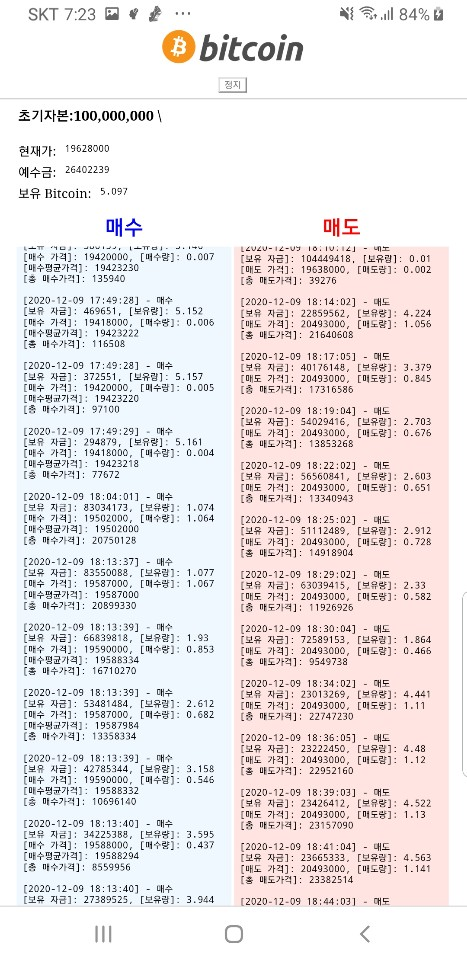 SKT 7:23
84%
bitcoin
정지
초기자본:100,000,000 \
현재가: 19628000
예수금: 26402239
보유 Bitcoin: 5.097
매수
[매수 가격]: 19420000, [매수량]: 0.007
[매수평균가격]: 19423230
[총 매수가격]: 135940
[2020-12-09 17:49:28] - 매수
[보유 자금]: 469651, [보유량]: 5.152
[매수 가격]: 19418000, [매수량]: 0.006
[매수평균가격]: 19423222
[총 매수가격]: 116508
[2020-12-09 17:49:28] - 매수
[보유 자금]: 372551, [보유량]: 5.157
[매수 가격]: 19420000, [매수량]: 0.005
[매수평균가격]: 19423220
[총 매수가격]: 97100
[2020-12-09 17:49:29] - 매수
[보유 자금]: 294879, [보유량]: 5.161
[매수 가격]: 19418000, [매수량]: 0.004
[매수평균가격]: 19423218
[총 매수가격]: 77672
[2020-12-09 18:04:01] - 매수
[보유 자금]: 83034173, [보유량]: 1.074
[매수 가격]: 19502000, [매수량]: 1.064
[매수평균가격]: 19502000
[총 매수가격]: 20750128
[2020-12-09 18:13:37] - 매수
[보유 자금]: 83550088, [보유량]: 1.077
[매수 가격]: 19587000, [매수량]: 1.067
[매수평균가격]: 19587000
[총 매수가격]: 20899330
[2020-12-09 18:13:39] - 매수
[보유 자금]: 66839818, [보유량]: 1.93
[매수 가격]: 19590000, [매수량]: 0.853
[매수평균가격]: 19588334
[총 매수가격]: 16710270
[2020-12-09 18:13:39] - 매수
[보유 자금]: 53481484, [보유량]: 2.612
[매수 가격]: 19587000, [매수량]: 0.682
[매수평균가격]: 19587984
[총 매수가격]: 13358334
[2020-12-09 18:13:39] - 매수
[보유 자금]: 42785344, [보유량]: 3.158
[매수 가격]: 19590000, [매수량]: 0.546
[매수평균가격]: 19588332
[총 매수가격]: 10696140
[2020-12-09 18:13:40] - 매수
[보유 자금]: 34225388, [보유량]: 3.595
[매수 가격]: 19588000, [매수량]: 0.437
[매수평균가격]: 19588294
[총 매수가격]: 8559956
[2020-12-09 18:13:40] - 매수
[보유 자금]: 27389525, [보유량]: 3.944
매도
[2020-12-09 18:10:12] - 매도
[보유 자금]: 104449418, [보유량]: 0.01
[매도 가격]: 19638000, [매도량]: 0.002
[총 매도가격]: 39276
[2020-12-09 18:14:02] - 매도
[보유 자금]: 22859562, [보유량]: 4.224
[매도 가격]: 20493000, [매도량]: 1.056
[총 매도가격]: 21640608
[2020-12-09 18:17:05] - 매도
[보유 자금]: 40176148, [보유량]: 3.379
[매도 가격]: 20493000, [매도량]: 0.845
[총 매도가격]: 17316586
[2020-12-09 18:19:04] - 매도
[보유 자금]: 54029416, [보유량]: 2.703
[매도 가격]: 20493000, [매도량]: 0.676
[총 매도가격]: 13853268
[2020-12-09 18:22:02] - 매도
[보유 자금]: 56560841, [보유량]: 2.603
[매도 가격]: 20493000, [매도량]: 0.651
[총 매도가격]: 13340943
[2020-12-09 18:25:02] - 매도
[보유 자금]: 51112489, [보유량]: 2.912
[매도 가격]: 20493000, [매도량]: 0.728
[총 매도가격]: 14918904
[2020-12-09 18:29:02] - 매도
[보유 자금]: 63039415, [보유량]: 2.33
[매도 가격]: 20493000, [매도량]: 0.582
[총 매도가격]: 11926926
[2020-12-09 18:30:04] - 매도
[보유 자금]: 72589153, [보유량]: 1.864
[매도 가격]: 20493000, [매도량]: 0.466
[총 매도가격]: 9549738
[2020-12-09 18:34:02] - 매도
[보유 자금]: 23013269, [보유량]: 4.441
[매도 가격]: 20493000, [매도량]: 1.11
[총 매도가격]: 22747230
[2020-12-09 18:36:05] - 매도
[보유 자금]: 23222450, [보유량]: 4.48
[매도 가격]: 20493000, [매도량]: 1.12
[총 매도가격]: 22952160
[2020-12-09 18:39:03] - 매도
[보유 자금]: 23426412, [보유량]: 4.522
[매도 가격]: 20493000, [매도량]: 1.13
[총 매도가격]: 23157090
[2020-12-09 18:41:04] - 매도
[보유 자금]: 23665333, [보유량]: 4.563
[매도 가격]: 20493000, [매도량]: 1.141
[총 매도가격]: 23382514
[2020-12-09 18:44:03] - 매도